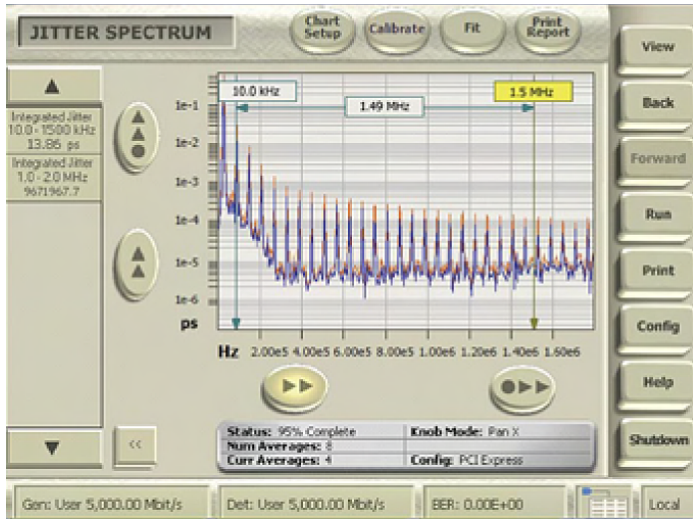 JITTER SPECTRUM
Chart Setup
Calibrate
Fit
Print Report
View
Back
Forward
Run
Print
Config
Help
Shutdown
Integrated Jitter
10.0 - 1500 kHz
13.86 ps
Integrated Jitter
1.0 - 2.0 MHz
9671967.7
10.0 kHz
1.49 MHz
1.5 MHz
1e-1
1e-2
1e-3
1e-4
1e-5
1e-6
ps
Hz 2.00e5 4.00e5 6.00e5 8.00e5 1.00e6 1.20e6 1.40e6 1.60e6
<<
Status: 95% Complete
Knob Mode: Pan X
Num Averages: 8
Curr Averages: 4
Config: PCI Express
Gen: User 5,000.00 Mbit/s
Det: User 5,000.00 Mbit/s
BER: 0.00E+00
Local